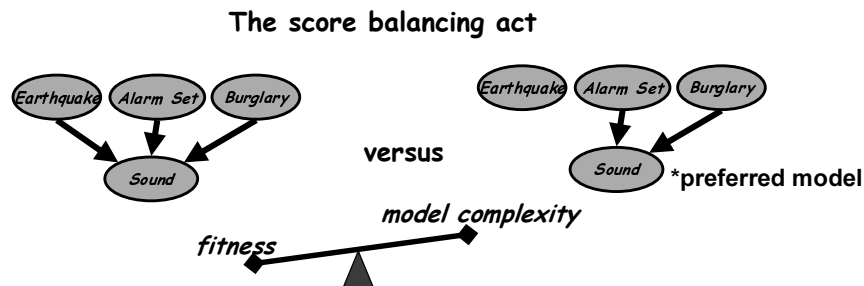 The score balancing act
Earthquake Alarm Set Burglary
Sound
versus
Earthquake Alarm Set Burglary
Sound
*preferred model
model complexity
fitness